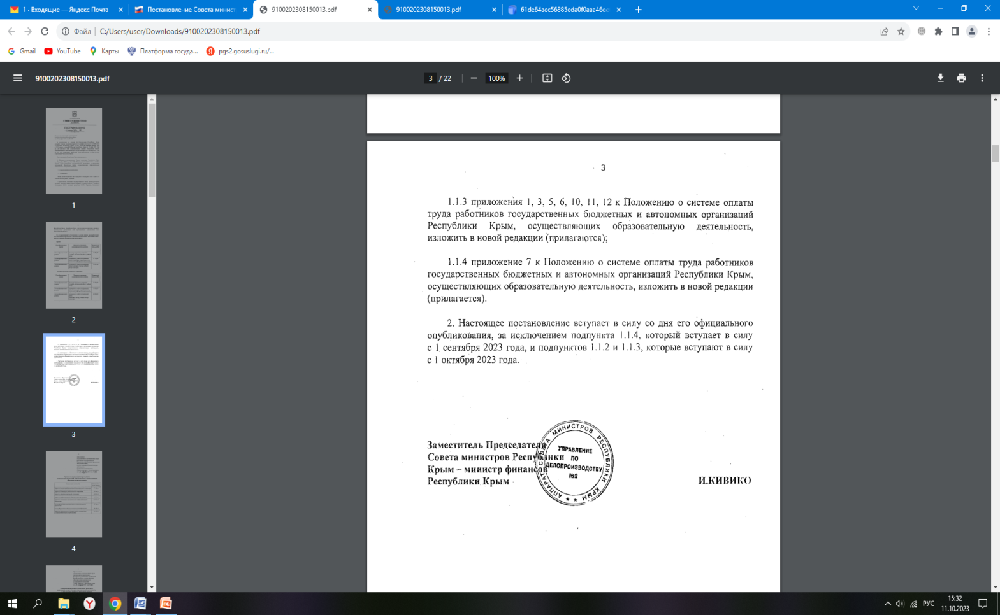 1 · Входящие — Яндекс Почта
Постановление Совета минист
9100202308150013.pdf
9100202308150013.pdf
61de64aec56885eda0f0aaa46ee
Файл
C:/Users/user/Downloads/9100202308150013.pdf
Gmail
YouTube
Карты
Платформа госуда...
pgs2.gosuslugi.ru/...
9100202308150013.pdf
3 / 22
100%
1
2
3
4
3
1.1.3 приложения 1, 3, 5, 6, 10, 11, 12 к Положению о системе оплаты
труда работников государственных бюджетных и автономных организаций
Республики Крым, осуществляющих образовательную деятельность,
изложить в новой редакции (прилагаются);
1.1.4 приложение 7 к Положению о системе оплаты труда работников
государственных бюджетных и автономных организаций Республики Крым,
осуществляющих образовательную деятельность, изложить в новой редакции
(прилагается).
2. Настоящее постановление вступает в силу со дня его официального
опубликования, за исключением подпункта 1.1.4, который вступает в силу
с 1 сентября 2023 года, и подпунктов 1.1.2 и 1.1.3, которые вступают в силу
с 1 октября 2023 года.
Заместитель Председателя
Совета министров Республики
Крым – министр финансов
Республики Крым
И.КИВИКО
АППАРАТ СОВЕТА МИНИСТРОВ РЕСПУБЛИКИ КРЫМ
УПРАВЛЕНИЕ
ПО
ДЕЛОПРОИЗВОДСТВУ
№2
РУС
15:32
11.10.2023